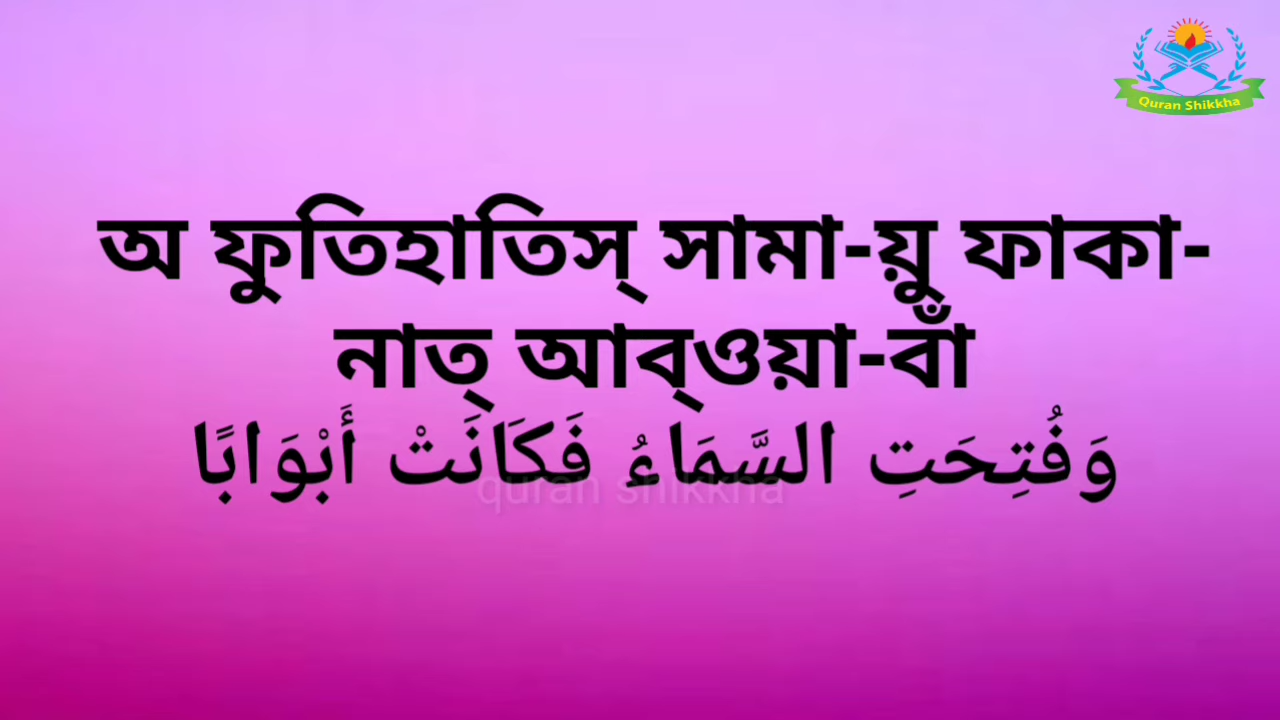 Quran Shikkha
অ ফুতিহাতিস্ সামা-য়ু ফাকা-
নাত্ আব্ওয়া-বাঁ
وَفُتِحَتِ السَّمَاءُ فَكَانَتْ أَبْوَابًا
quran shikkha